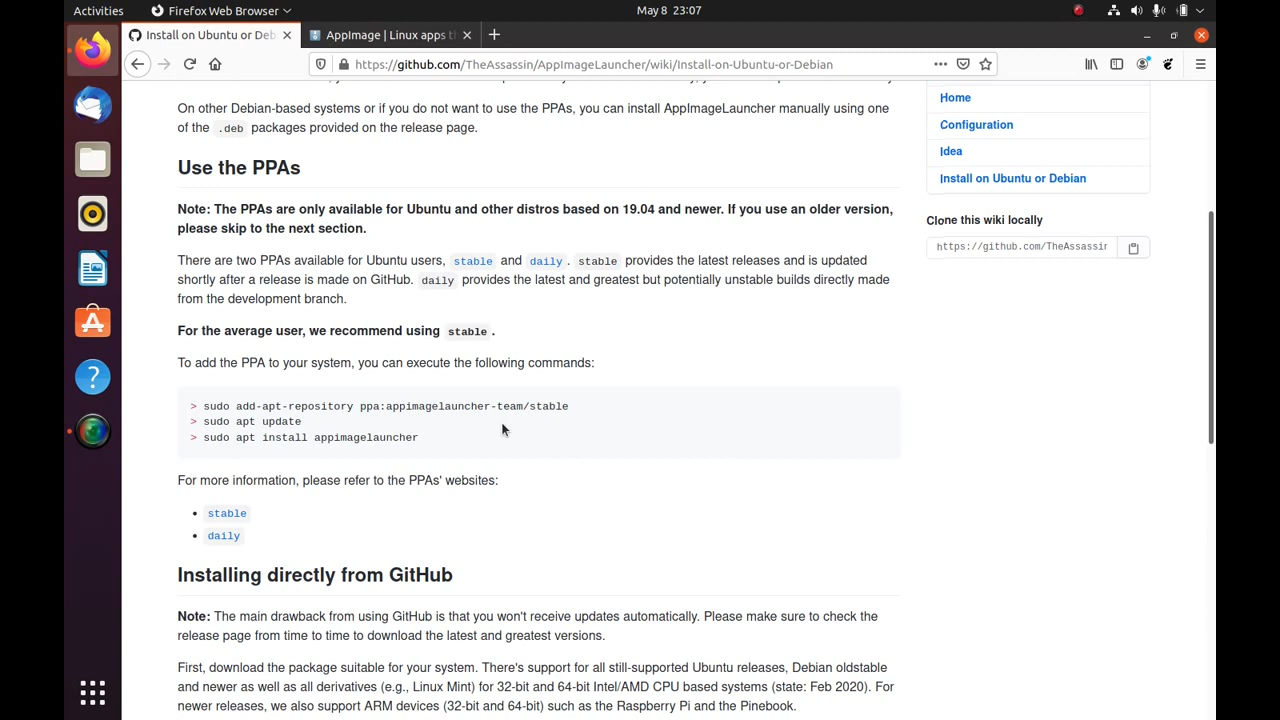 Activities
Firefox Web Browser
May 8 23:07
Install on Ubuntu or Deb
AppImage | Linux apps th
https://github.com/TheAssassin/AppImageLauncher/wiki/Install-on-Ubuntu-or-Debian
On other Debian-based systems or if you do not want to use the PPAs, you can install AppImageLauncher manually using one
of the .deb packages provided on the release page.
Use the PPAs
Note: The PPAs are only available for Ubuntu and other distros based on 19.04 and newer. If you use an older version,
please skip to the next section.
There are two PPAs available for Ubuntu users, stable and daily. stable provides the latest releases and is updated
shortly after a release is made on GitHub. daily provides the latest and greatest but potentially unstable builds directly made
from the development branch.
For the average user, we recommend using stable.
To add the PPA to your system, you can execute the following commands:
> sudo add-apt-repository ppa:appimagelauncher-team/stable
> sudo apt update
> sudo apt install appimagelauncher
For more information, please refer to the PPAs' websites:
• stable
• daily
Installing directly from GitHub
Note: The main drawback from using GitHub is that you won't receive updates automatically. Please make sure to check the
release page from time to time to download the latest and greatest versions.
First, download the package suitable for your system. There's support for all still-supported Ubuntu releases, Debian oldstable
and newer as well as all derivatives (e.g., Linux Mint) for 32-bit and 64-bit Intel/AMD CPU based systems (state: Feb 2020). For
newer releases, we also support ARM devices (32-bit and 64-bit) such as the Raspberry Pi and the Pinebook.
Home
Configuration
Idea
Install on Ubuntu or Debian
Clone this wiki locally
https://github.com/TheAssassin